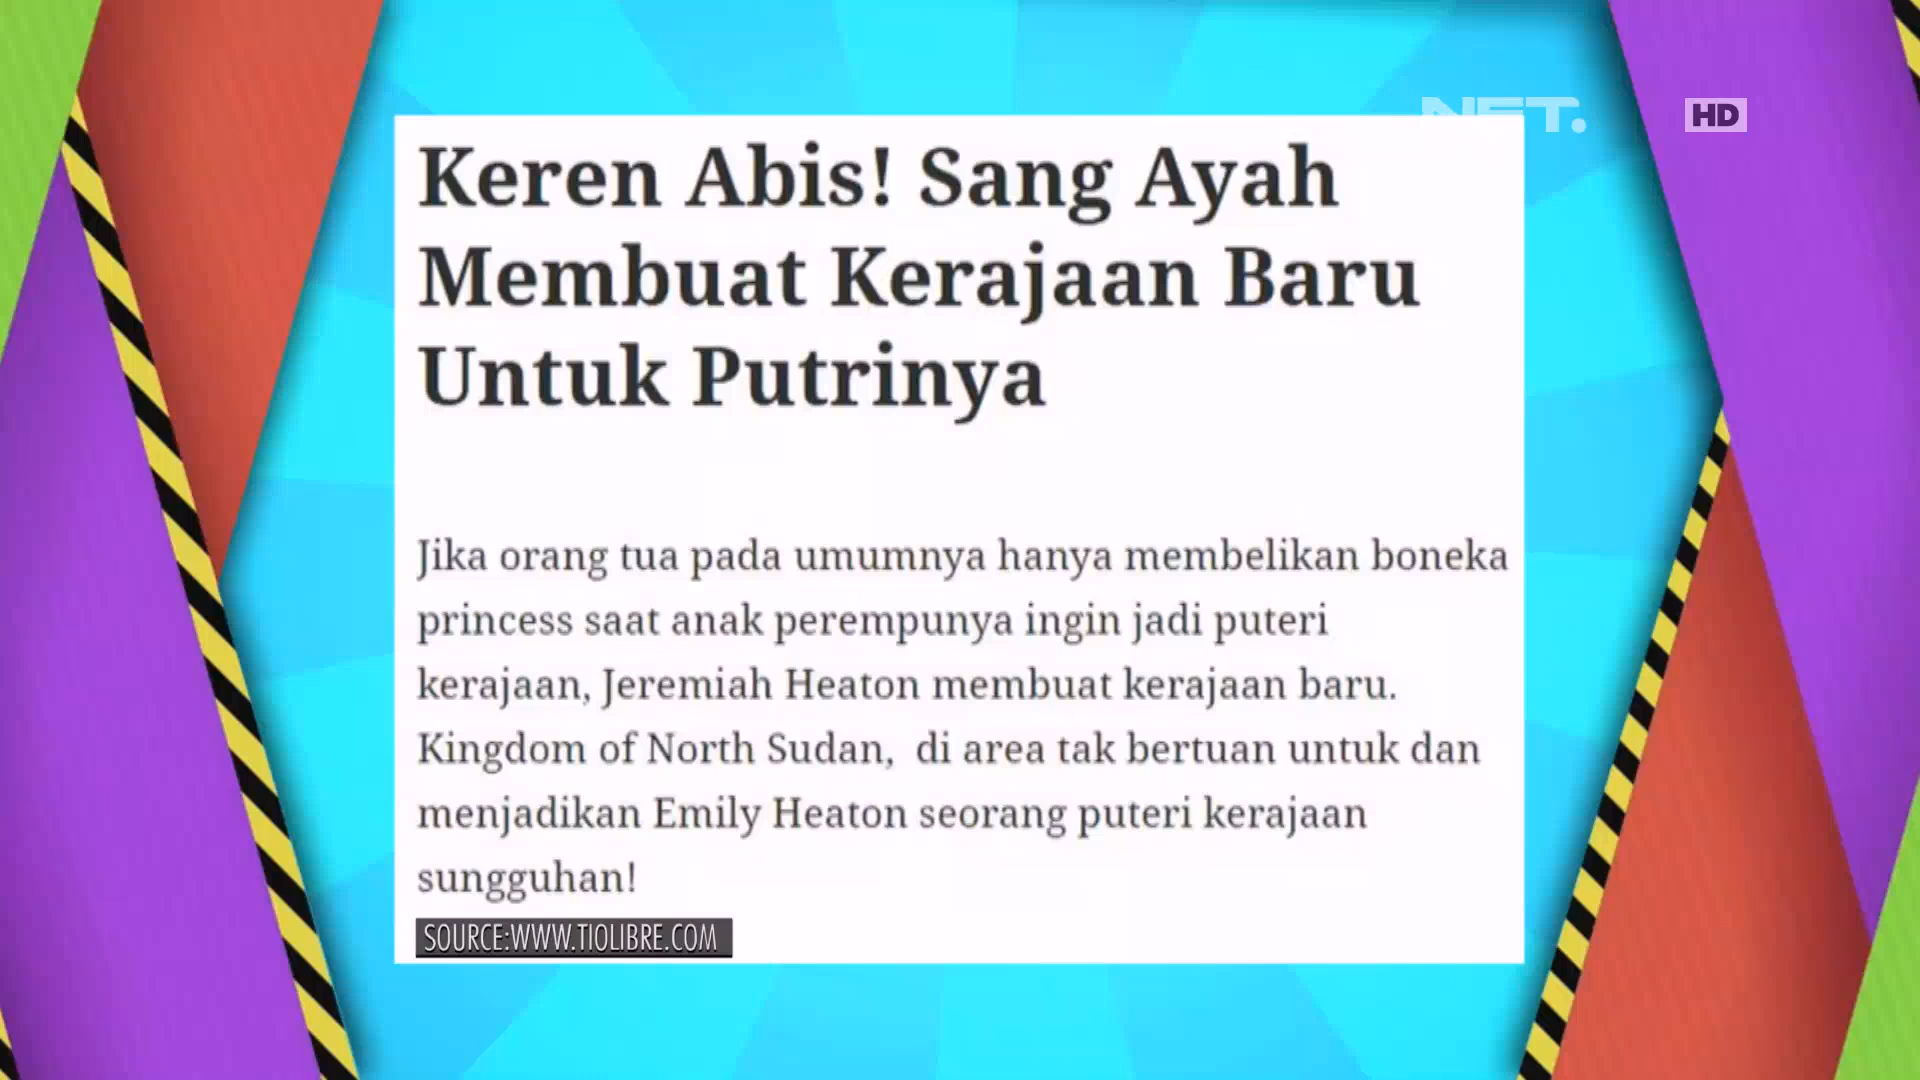 NET.
HD
Keren Abis! Sang Ayah
Membuat Kerajaan Baru
Untuk Putrinya
Jika orang tua pada umumnya hanya membelikan boneka
princess saat anak perempunya ingin jadi puteri
kerajaan, Jeremiah Heaton membuat kerajaan baru.
Kingdom of North Sudan,  di area tak bertuan untuk dan
menjadikan Emily Heaton seorang puteri kerajaan
sungguhan!
SOURCE:WWW.TIOLIBRE.COM